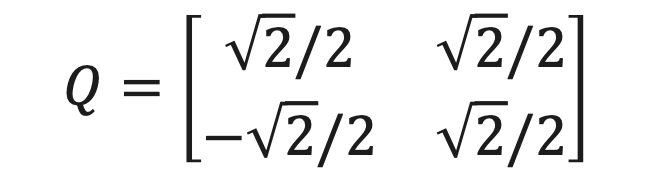 Q = [ √2/2 √2/2
-√2/2 √2/2 ]